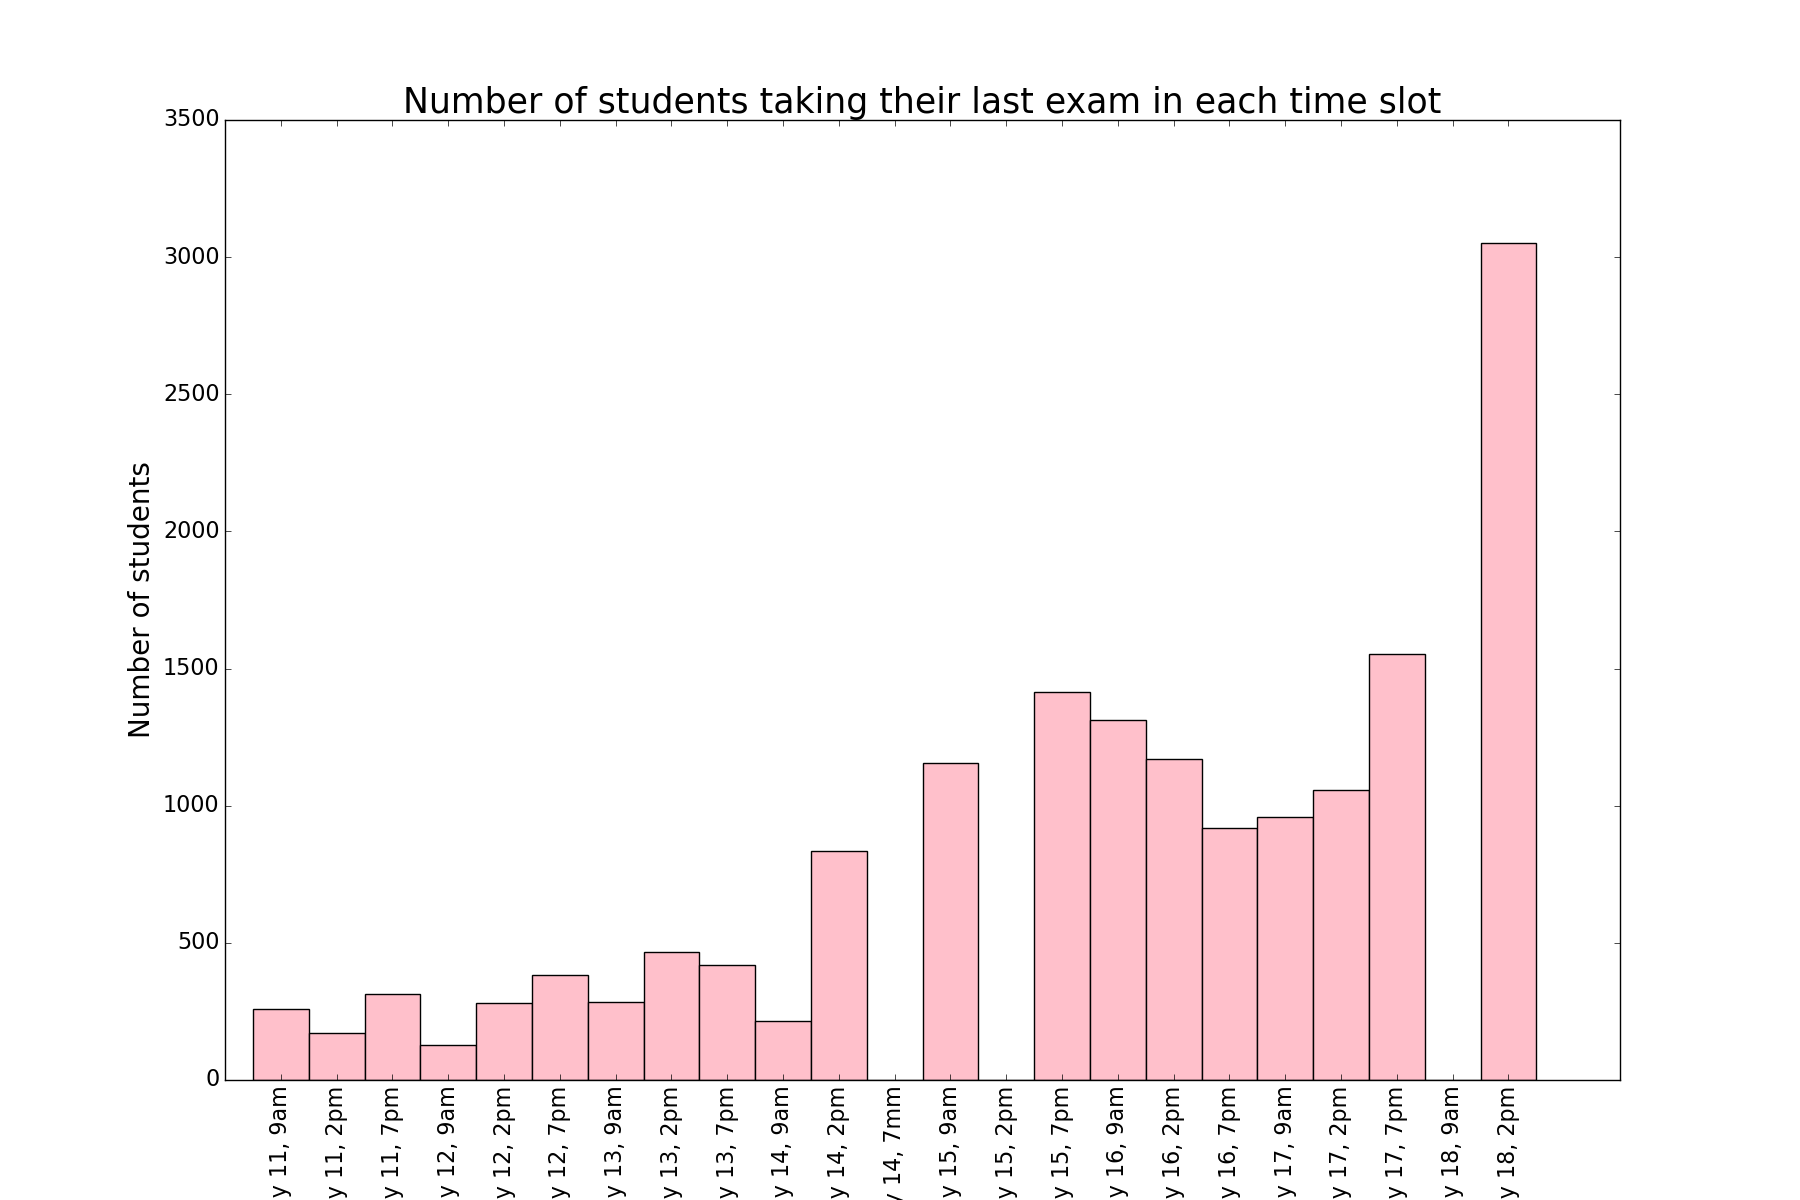 Number of students taking their last exam in each time slot
Number of students
3500
3000
2500
2000
1500
1000
500
0
y 11, 9am
y 11, 2pm
y 11, 7pm
y 12, 9am
y 12, 2pm
y 12, 7pm
y 13, 9am
y 13, 2pm
y 13, 7pm
y 14, 9am
y 14, 2pm
y 14, 7mm
y 15, 9am
y 15, 2pm
y 15, 7pm
y 16, 9am
y 16, 2pm
y 16, 7pm
y 17, 9am
y 17, 2pm
y 17, 7pm
y 18, 9am
y 18, 2pm